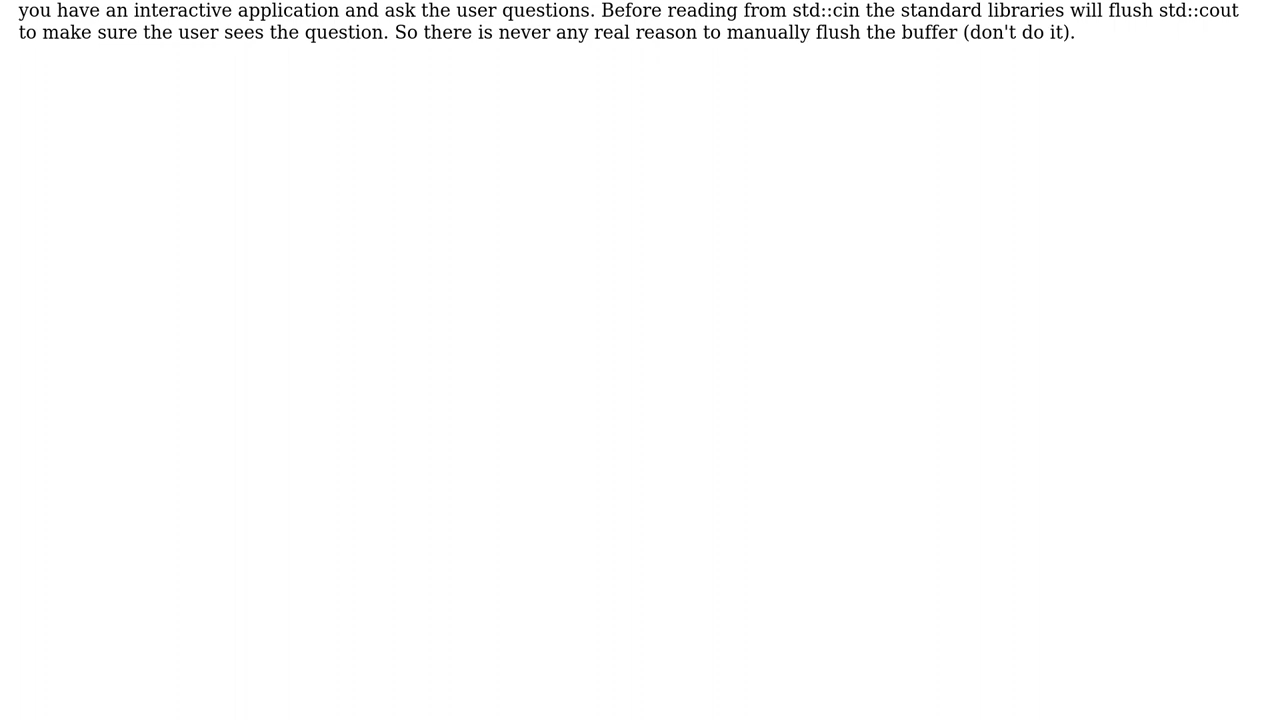 you have an interactive application and ask the user questions. Before reading from std::cin the standard libraries will flush std::cout
to make sure the user sees the question. So there is never any real reason to manually flush the buffer (don't do it).